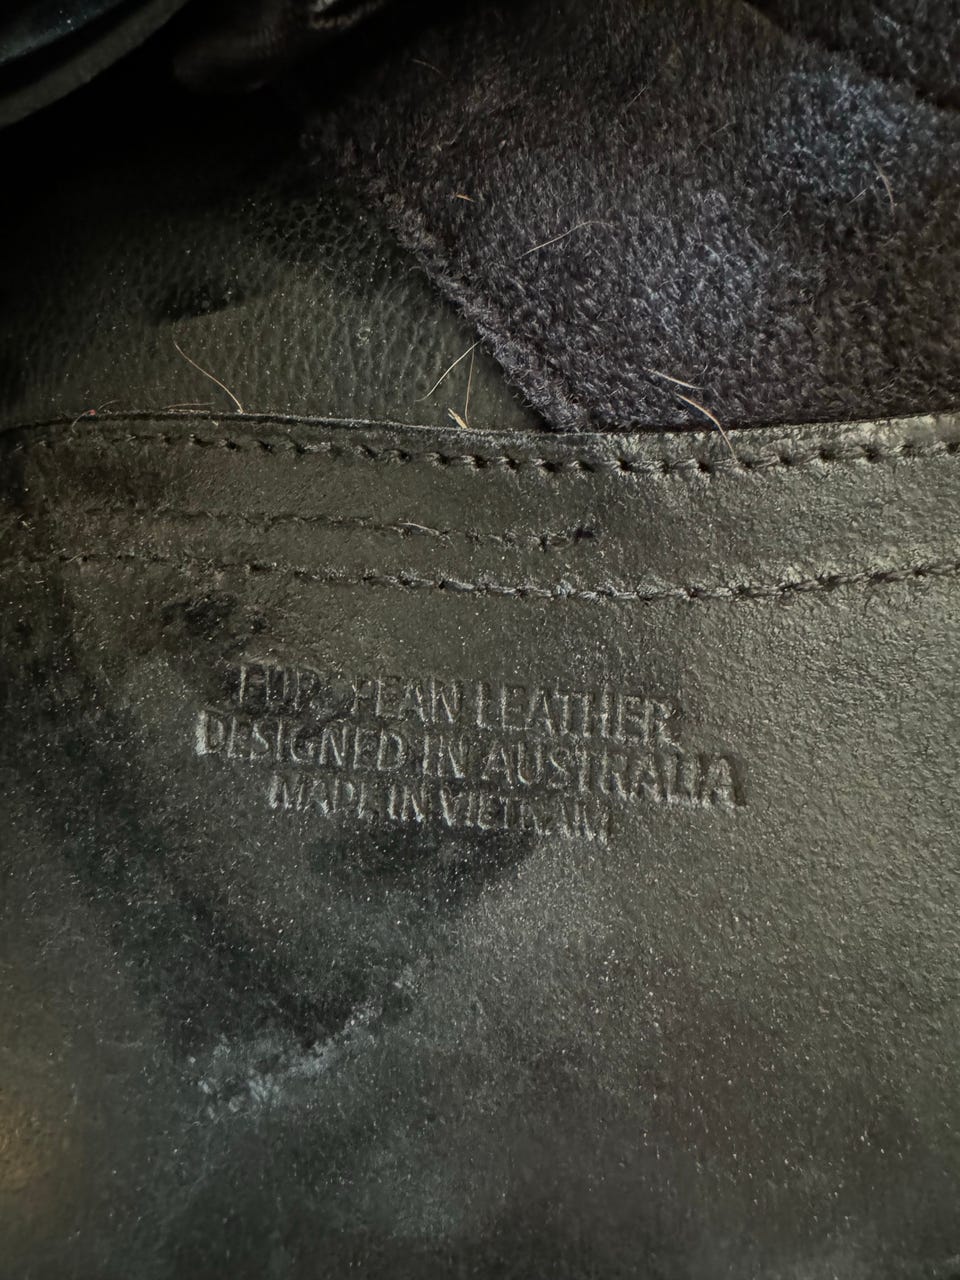 EUROPEAN LEATHER
DESIGNED IN AUSTRALIA
MADE IN VIETNAM